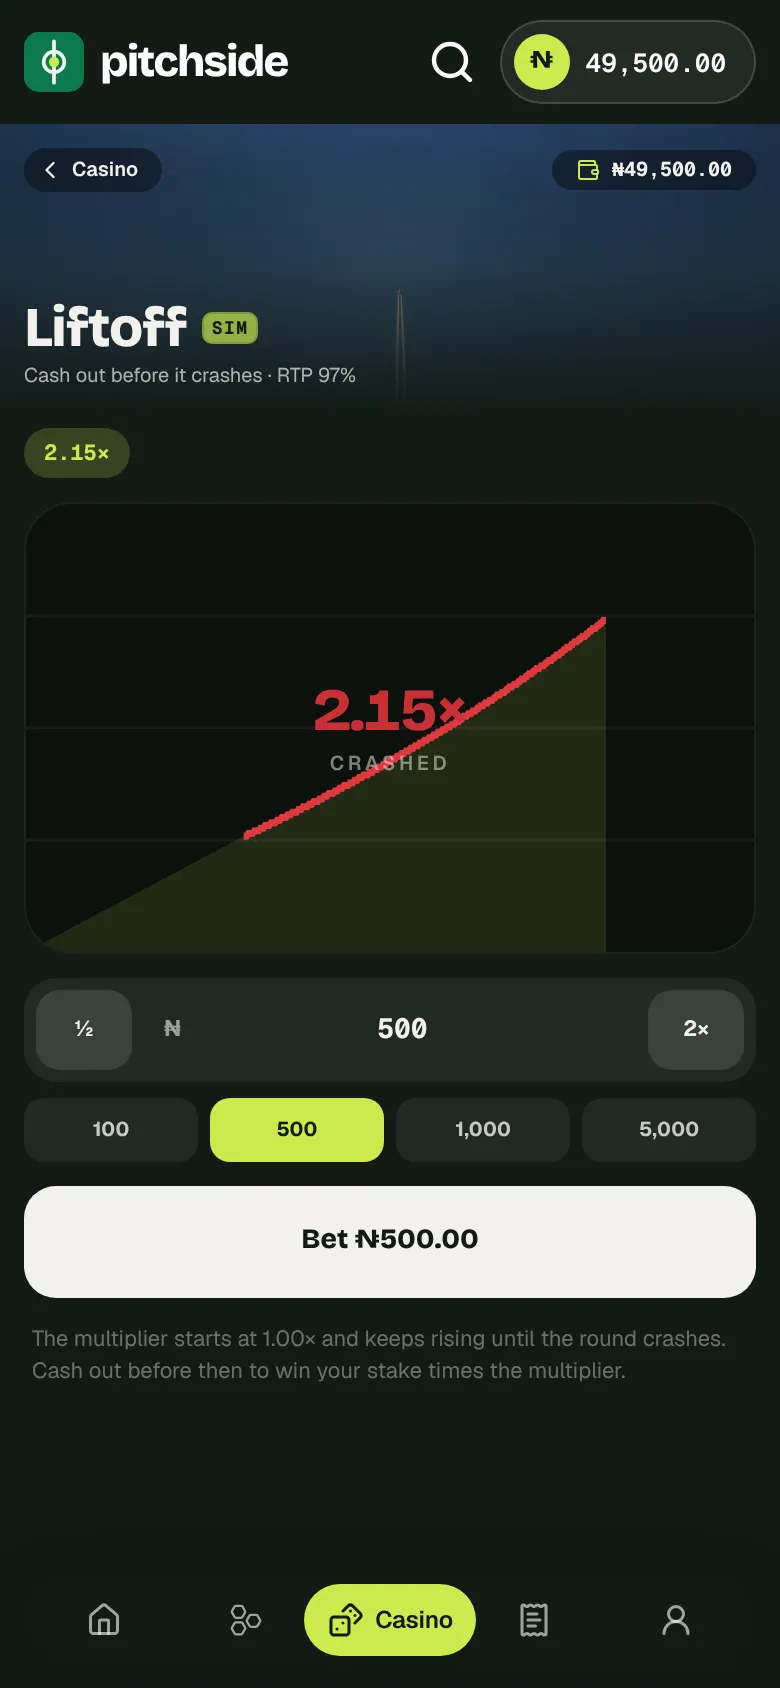 pitchside
₦ 49,500.00
Casino
₦49,500.00
Liftoff SIM
Cash out before it crashes · RTP 97%
2.15×
2.15×
CRASHED
½ ₦ 500 2×
100 500 1,000 5,000
Bet ₦500.00
The multiplier starts at 1.00× and keeps rising until the round crashes.
Cash out before then to win your stake times the multiplier.
Casino